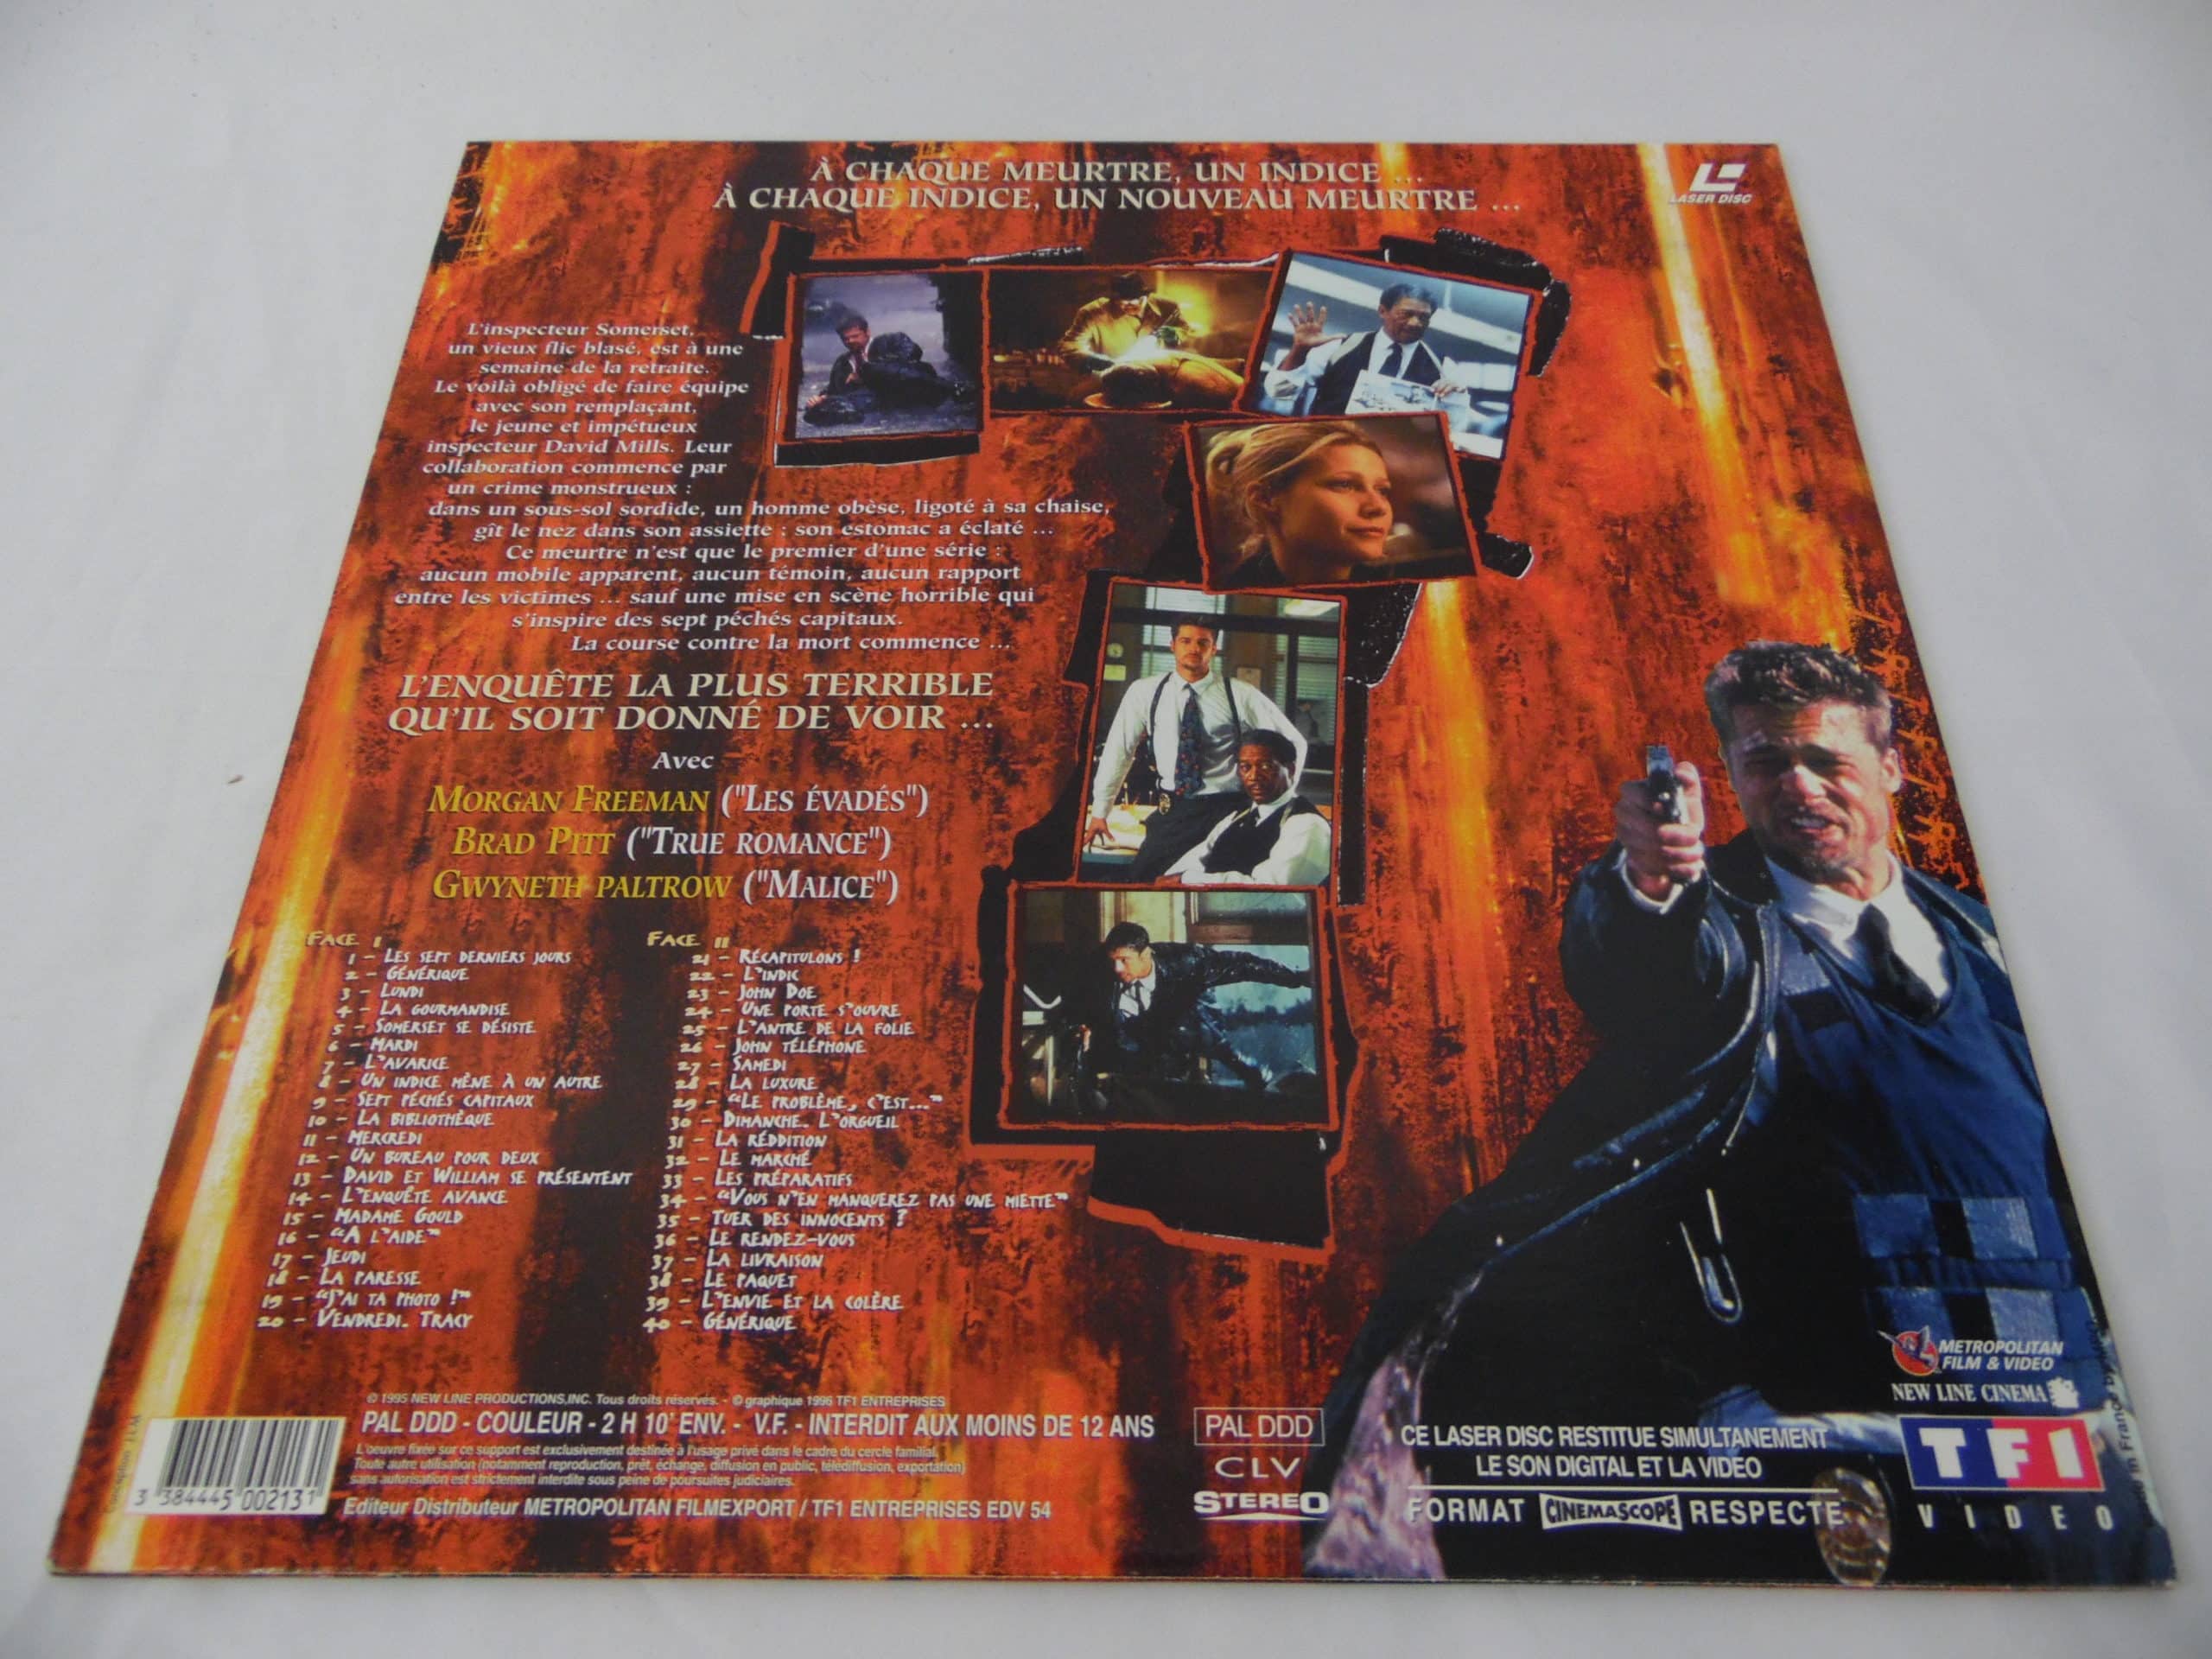 À CHAQUE MEURTRE, UN INDICE ...
À CHAQUE INDICE, UN NOUVEAU MEURTRE ...
LASER DISC
L'inspecteur Somerset,
un vieux flic blasé, est à une
semaine de la retraite.
Le voilà obligé de faire équipe
avec son remplaçant,
le jeune et impétueux
inspecteur David Mills. Leur
collaboration commence par
un crime monstrueux :
dans un sous-sol sordide, un homme obèse, ligoté à sa chaise,
gît le nez dans son assiette ; son estomac a éclaté ...
Ce meurtre n'est que le premier d'une série :
aucun mobile apparent, aucun témoin, aucun rapport
entre les victimes ... sauf une mise en scène horrible qui
s'inspire des sept péchés capitaux.
La course contre la mort commence ...
L'ENQUÊTE LA PLUS TERRIBLE
QU'IL SOIT DONNÉ DE VOIR ...
Avec
MORGAN FREEMAN ("LES ÉVADÉS")
BRAD PITT ("TRUE ROMANCE")
GWYNETH PALTROW ("MALICE")
FACE I
1 - LES SEPT DERNIERS JOURS
2 - GÉNÉRIQUE
3 - LUNDI
4 - LA GOURMANDISE
5 - SOMERSET SE DÉSISTE
6 - MARDI
7 - L'AVARICE
8 - UN INDICE MÈNE À UN AUTRE
9 - SEPT PÉCHÉS CAPITAUX
10 - LA BIBLIOTHÈQUE
11 - MERCREDI
12 - UN BUREAU POUR DEUX
13 - DAVID ET WILLIAM SE PRÉSENTENT
14 - L'ENQUÊTE AVANCE
15 - MADAME GOULD
16 - "A L'AIDE"
17 - JEUDI
18 - LA PARESSE
19 - "J'AI TA PHOTO !"
20 - VENDREDI. TRACY
FACE II
21 - RÉCAPITULONS !
22 - L'INDIC
23 - JOHN DOE
24 - UNE PORTE S'OUVRE
25 - L'ANTRE DE LA FOLIE
26 - JOHN TÉLÉPHONE
27 - SAMEDI
28 - LA LUXURE
29 - "LE PROBLÈME, C'EST..."
30 - DIMANCHE. L'ORGUEIL
31 - LA RÉDDITION
32 - LE MARCHÉ
33 - LES PRÉPARATIFS
34 - "VOUS N'EN MANQUEREZ PAS UNE MIETTE"
35 - TUER DES INNOCENTS ?
36 - LE RENDEZ-VOUS
37 - LA LIVRAISON
38 - LE PAQUET
39 - L'ENVIE ET LA COLÈRE
40 - GÉNÉRIQUE
© 1995 NEW LINE PRODUCTIONS,INC. Tous droits réservés. - © graphique 1996 TF1 ENTREPRISES
PAL DDD - COULEUR - 2 H 10' ENV. - V.F. - INTERDIT AUX MOINS DE 12 ANS
L'oeuvre fixée sur ce support est exclusivement destinée à l'usage privé dans le cadre du cercle familial.
Toute autre utilisation (notamment reproduction, prêt, échange, diffusion en public, télédiffusion, exportation)
sans autorisation est strictement interdite sous peine de poursuites judiciaires.
Editeur Distributeur METROPOLITAN FILMEXPORT / TF1 ENTREPRISES EDV 54
3 384445 002131
PAL DDD
CLV
STEREO
CE LASER DISC RESTITUE SIMULTANEMENT
LE SON DIGITAL ET LA VIDEO
FORMAT CINEMASCOPE RESPECTE
METROPOLITAN
FILM & VIDEO
NEW LINE CINEMA
TF1
VIDEO